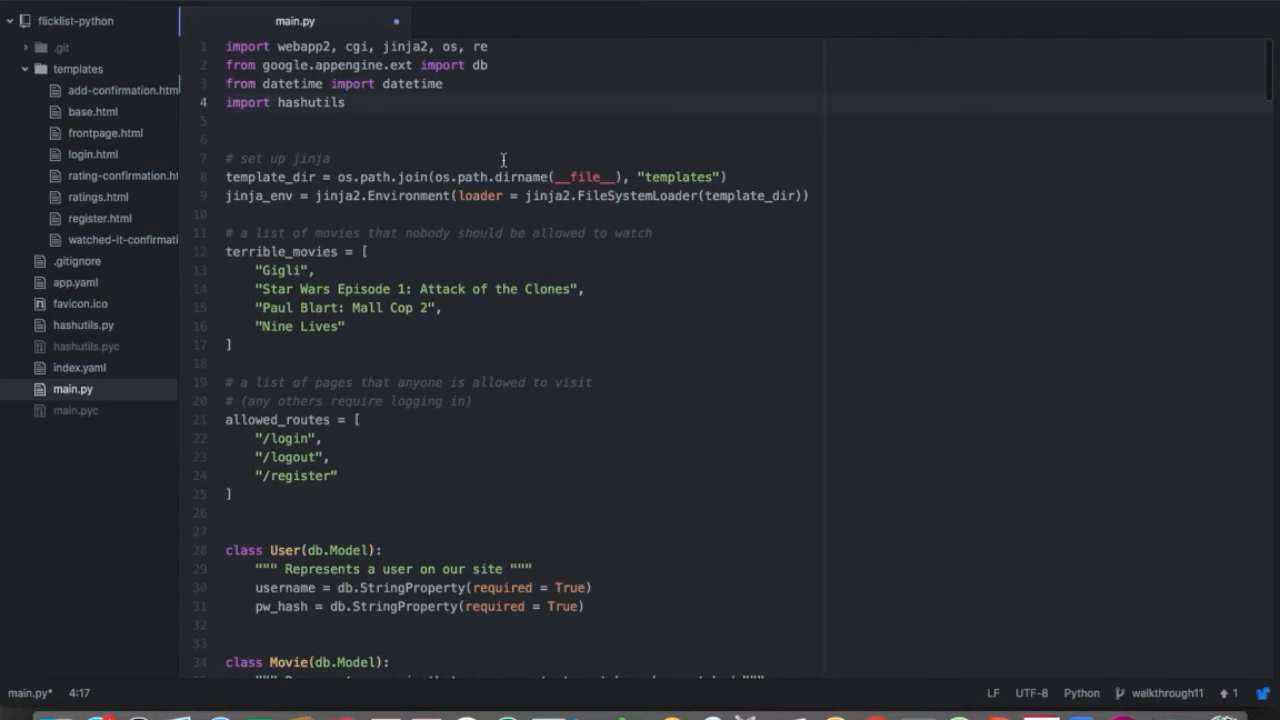 flicklist-python
.git
templates
add-confirmation.htm
base.html
frontpage.html
login.html
rating-confirmation.ht
ratings.html
register.html
watched-it-confirmati
.gitignore
app.yaml
favicon.ico
hashutils.py
hashutils.pyc
index.yaml
main.py
main.pyc
main.py
1 import webapp2, cgi, jinja2, os, re
2 from google.appengine.ext import db
3 from datetime import datetime
4 import hashutils
5
6
7 # set up jinja
8 template_dir = os.path.join(os.path.dirname(__file__), "templates")
9 jinja_env = jinja2.Environment(loader = jinja2.FileSystemLoader(template_dir))
10
11 # a list of movies that nobody should be allowed to watch
12 terrible_movies = [
13     "Gigli",
14     "Star Wars Episode 1: Attack of the Clones",
15     "Paul Blart: Mall Cop 2",
16     "Nine Lives"
17 ]
18
19 # a list of pages that anyone is allowed to visit
20 # (any others require logging in)
21 allowed_routes = [
22     "/login",
23     "/logout",
24     "/register"
25 ]
26
27
28 class User(db.Model):
29     """ Represents a user on our site """
30     username = db.StringProperty(required = True)
31     pw_hash = db.StringProperty(required = True)
32
33
34 class Movie(db.Model):
main.py* 4:17 LF UTF-8 Python walkthrough11 1